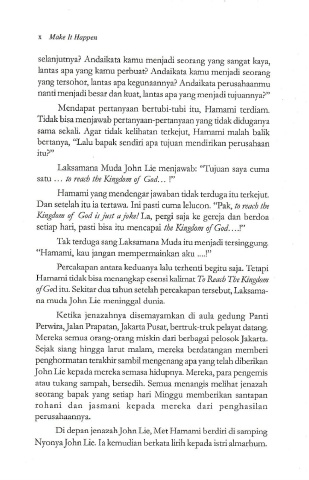 x Make It Happen
selanjutnya? Andaikata kamu menjadi seorang yang sangat kaya,
lantas apa yang kamu perbuat? Andaikata kamu menjadi seorang
yang tersohor, lantas apa kegunaannya? Andaikata perusahaanmu
nanti menjadi besar dan kuat, lantas apa yang menjadi tujuannya?"
Mendapat pertanyaan bertubi-tubi itu, Hamami terdiam.
Tidak bisa menjawab pertanyaan-pertanyaan yang tidak diduganya
sama sekali. Agar tidak kelihatan terkejut, Hamami malah balik
bertanya, "Lalu bapak sendiri apa tujuan mendirikan perusahaan
itu?"
Laksamana Muda John Lie menjawab: "Tujuan saya cuma
satu ... to reach the Kingdom of God... !"
Hamami yang mendengar jawaban tidak terduga itu terkejut.
Dan setelah itu ia tertawa. Ini pasti cuma lelucon. "Pak, to reach the
Kingdom of God is just a joke! La, pergi saja ke gereja dan berdoa
setiap hari, pasti bisa itu mencapai the Kingdom of God....!"
Tak terduga sang Laksamana Muda itu menjadi tersinggung.
"Hamami, kau jangan mempermainkan aku ....!"
Percakapan antara keduanya lalu terhenti begitu saja. Tetapi
Hamami tidak bisa menangkap esensi kalimat To Reach The Kingdom
of God itu. Sekitar dua tahun setelah percakapan tersebut, Laksama-
na muda John Lie meninggal dunia.
Ketika jenazahnya disemayamkan di aula gedung Panti
Perwira, Jalan Prapatan, Jakarta Pusat, bertruk-truk pelayat datang.
Mereka semua orang-orang miskin dari berbagai pelosok Jakarta.
Sejak siang hingga larut malam, mereka berdatangan memberi
penghormatan terakhir sambil mengenang apa yang telah diberikan
John Lie kepada mereka semasa hidupnya. Mereka, para pengemis
atau tukang sampah, bersedih. Semua menangis melihat jenazah
seorang bapak yang setiap hari Minggu memberikan santapan
rohani dan jasmani kepada mereka dari penghasilan
perusahaannya.
Di depan jenazah John Lie, Met Hamami berdiri di samping
Nyonya John Lie. Ia kemudian berkata lirih kepada istri almarhum.